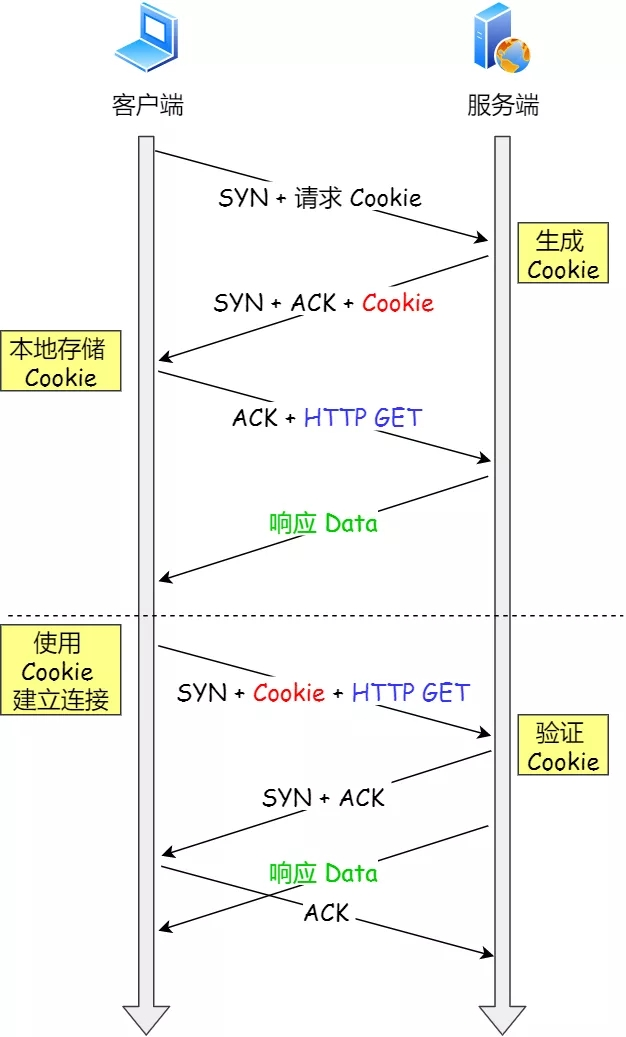 客户端
服务端
SYN + 请求 Cookie
生成
Cookie
SYN + ACK + Cookie
本地存储
Cookie
ACK + HTTP GET
响应 Data
使用
Cookie
建立连接
SYN + Cookie + HTTP GET
验证
Cookie
SYN + ACK
响应 Data
ACK